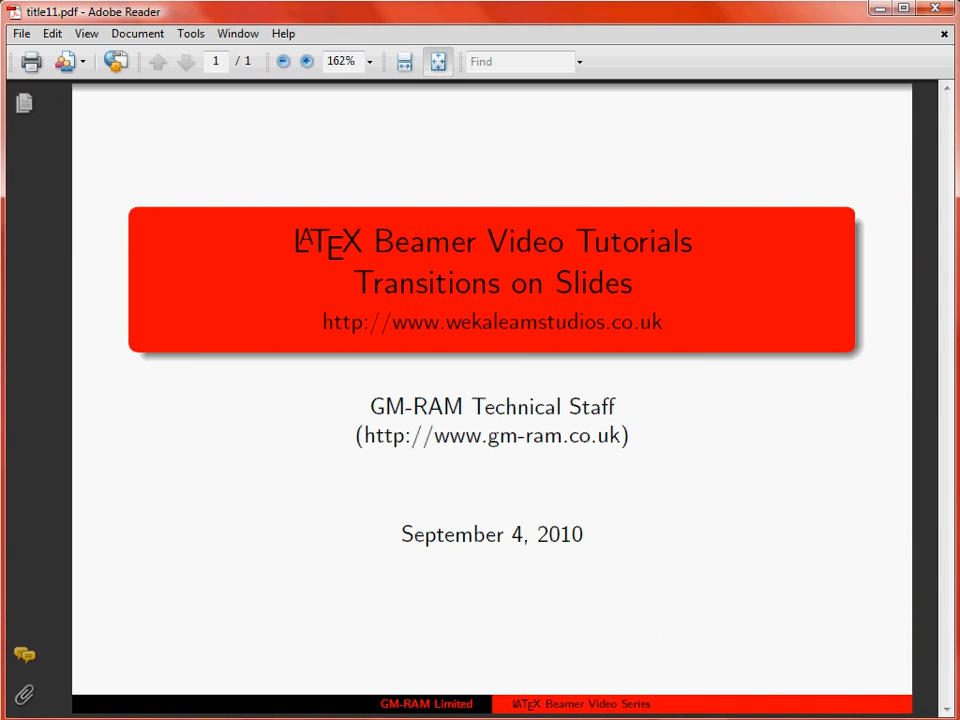 title11.pdf - Adobe Reader
File Edit View Document Tools Window Help
1 / 1 162% Find
LATEX Beamer Video Tutorials
Transitions on Slides
http://www.wekaleamstudios.co.uk
GM-RAM Technical Staff
(http://www.gm-ram.co.uk)
September 4, 2010
GM-RAM Limited LATEX Beamer Video Series